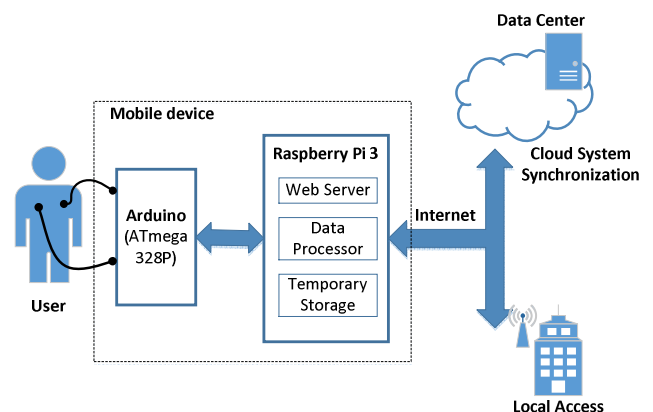 Data Center
Mobile device
Raspberry Pi 3
Web Server
Data
Processor
Temporary
Storage
Arduino
(ATmega
328P)
User
Internet
Cloud System
Synchronization
Local Access